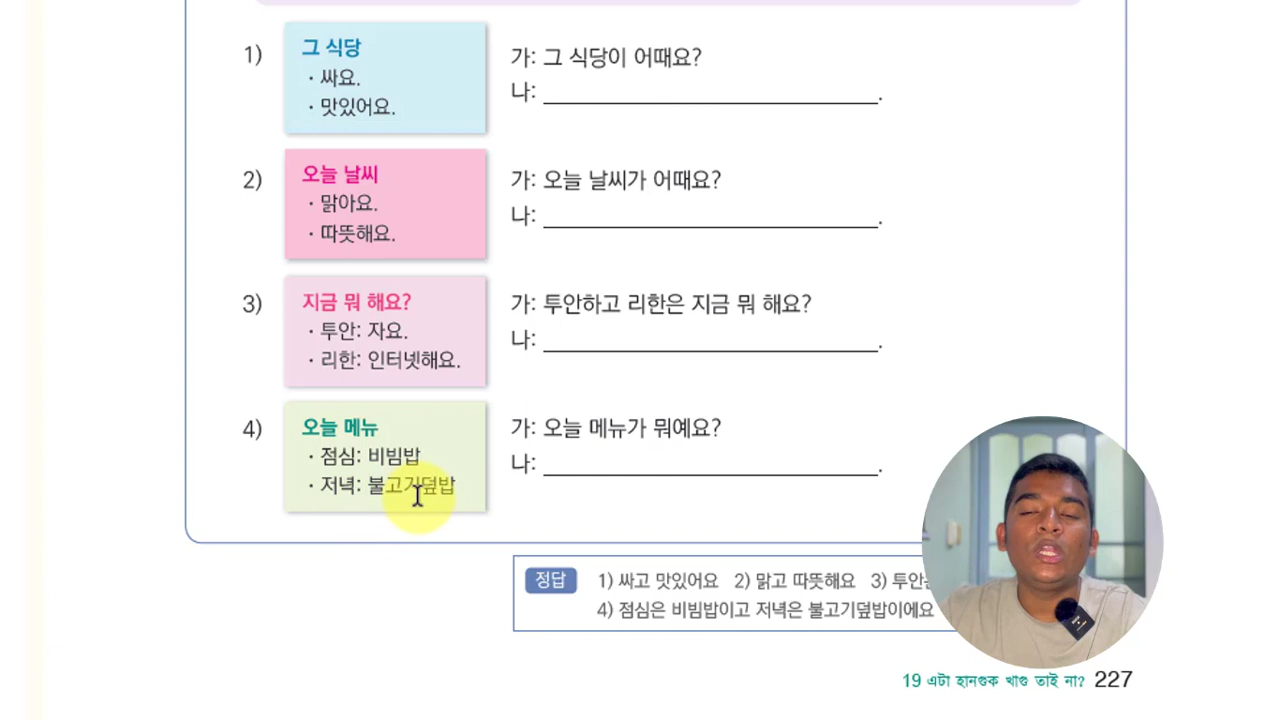 1)
그 식당
· 싸요.
· 맛있어요.
가: 그 식당이 어때요?
나: .
2)
오늘 날씨
· 맑아요.
· 따뜻해요.
가: 오늘 날씨가 어때요?
나: .
3)
지금 뭐 해요?
· 투안: 자요.
· 리한: 인터넷해요.
가: 투안하고 리한은 지금 뭐 해요?
나: .
4)
오늘 메뉴
· 점심: 비빔밥
· 저녁: 불고기덮밥
가: 오늘 메뉴가 뭐예요?
나: .
정답 1) 싸고 맛있어요 2) 맑고 따뜻해요 3)
4) 점심은 비빔밥이고 저녁은 불고기덮밥이에요
19 এটা হানগুক খাগু তাই না? 227